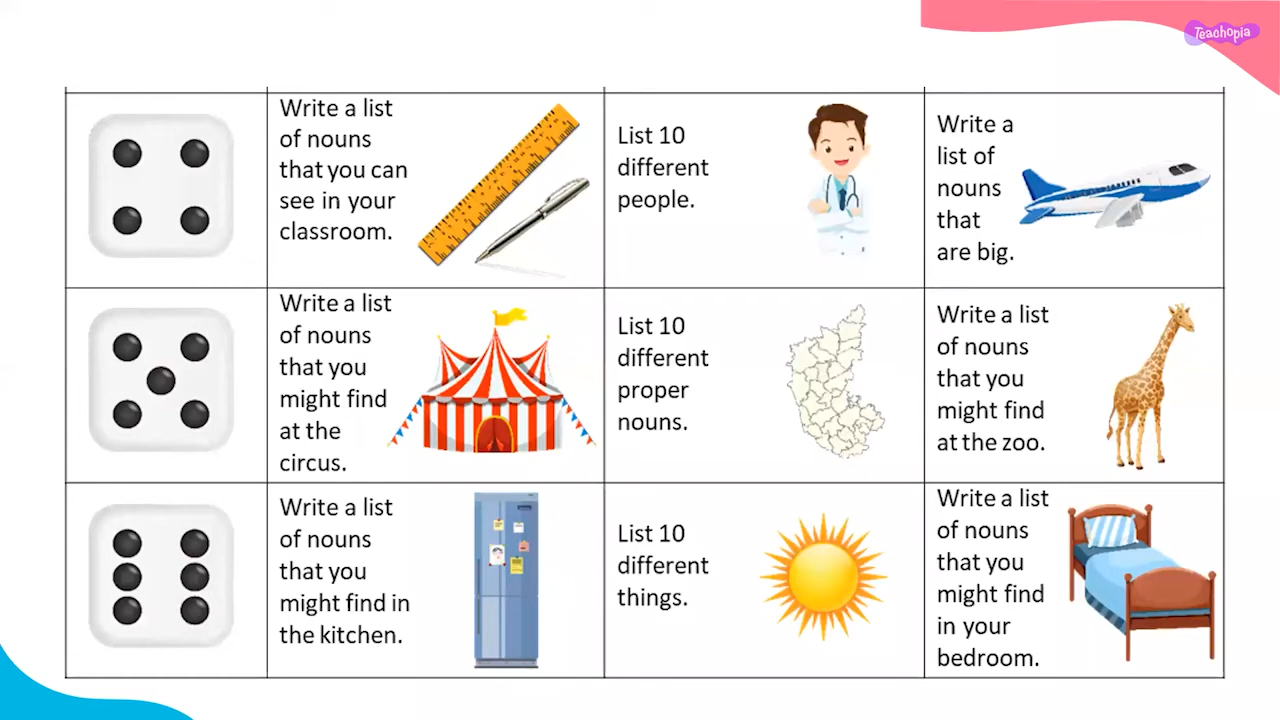 Teachopia
Write a list
of nouns
that you can
see in your
classroom.
List 10
different
people.
Write a
list of
nouns
that
are big.
Write a list
of nouns
that you
might find
at the
circus.
List 10
different
proper
nouns.
Write a list
of nouns
that you
might find
at the zoo.
Write a list
of nouns
that you
might find in
the kitchen.
List 10
different
things.
Write a list
of nouns
that you
might find
in your
bedroom.